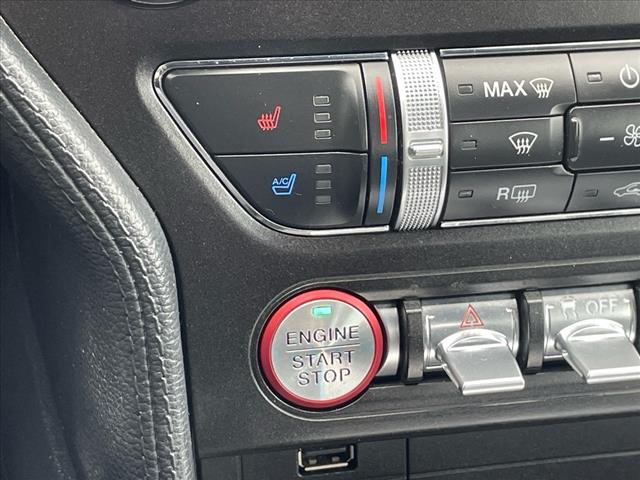 MAX
A/C
R
ENGINE
START
STOP
OFF